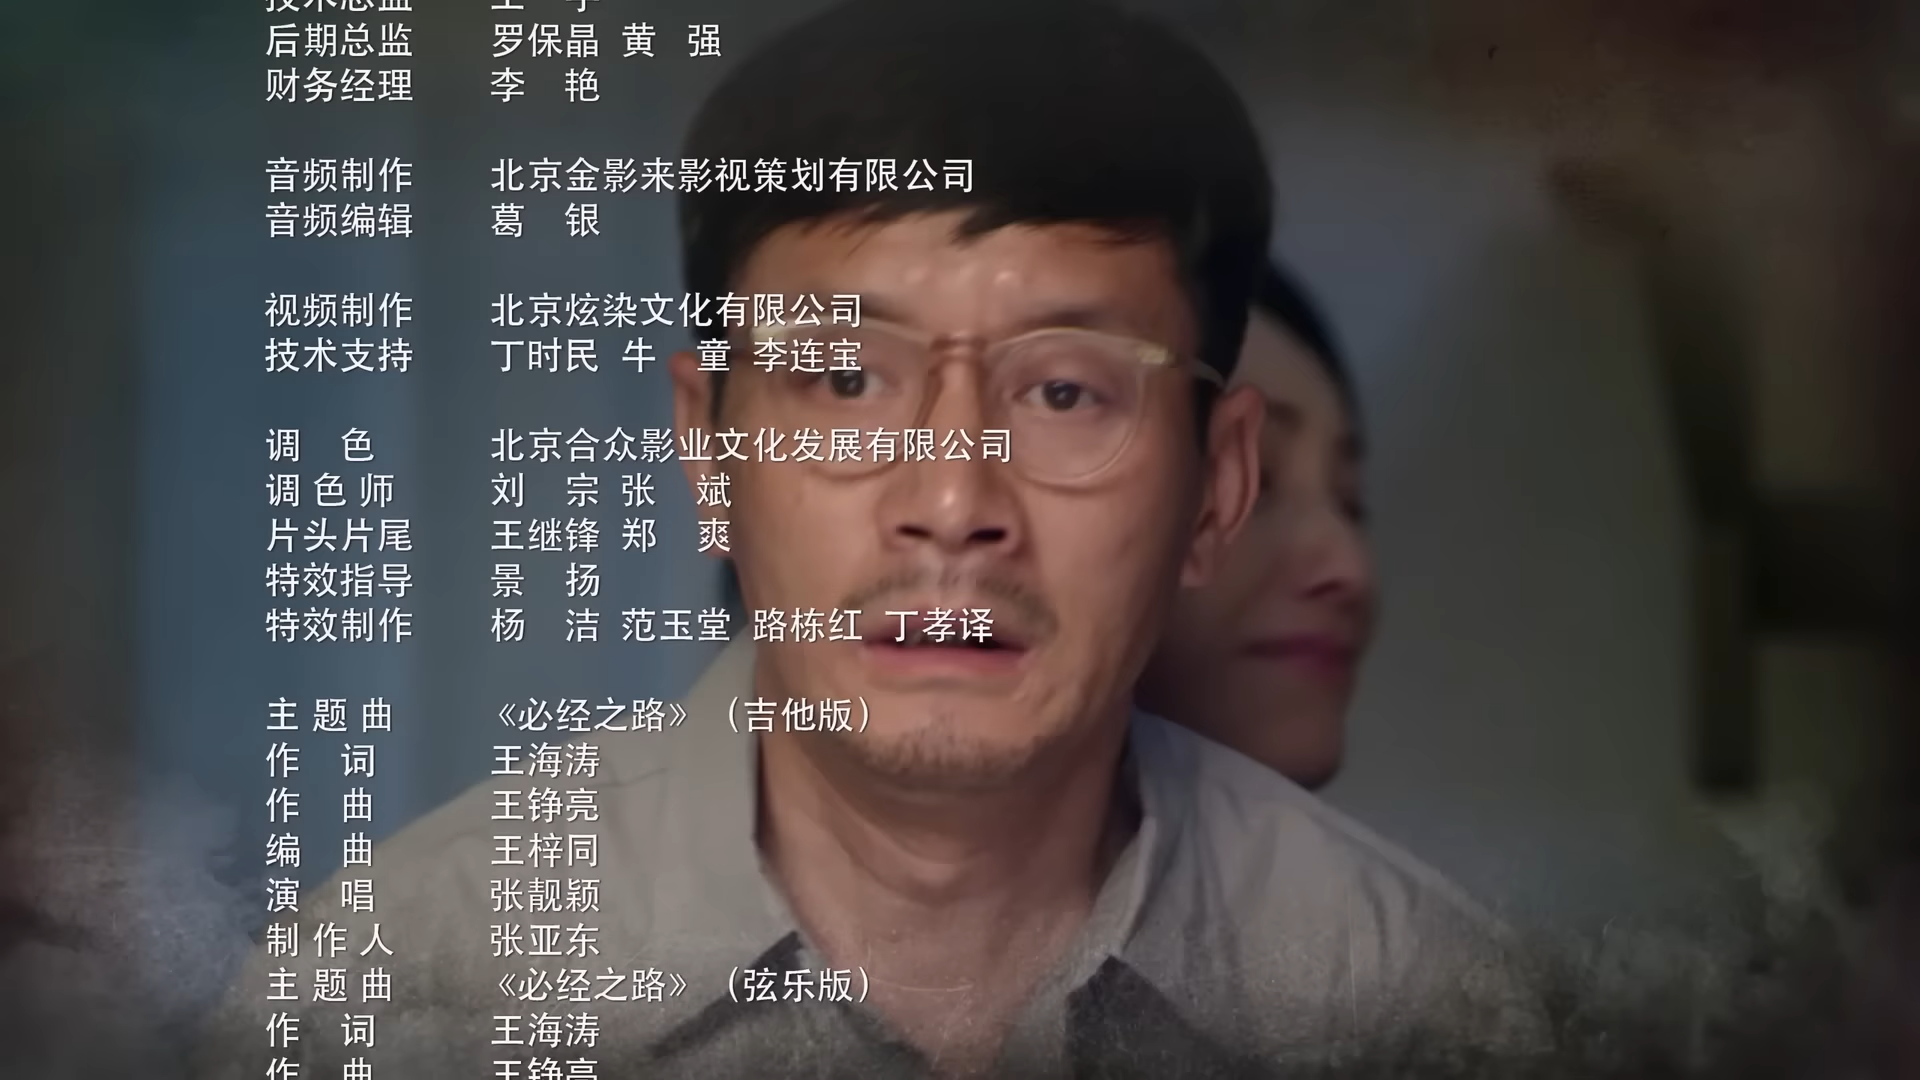 后期总监 罗保晶 黄 强
财务经理 李 艳
音频制作 北京金影来影视策划有限公司
音频编辑 葛 银
视频制作 北京炫染文化有限公司
技术支持 丁时民 牛 童 李连宝
调 色 北京合众影业文化发展有限公司
调色师 刘 宗 张 斌
片头片尾 王继锋 郑 爽
特效指导 景 扬
特效制作 杨 洁 范玉堂 路栋红 丁孝译
主题曲 《必经之路》（吉他版）
作 词 王海涛
作 曲 王铮亮
编 曲 王梓同
演 唱 张靓颖
制作人 张亚东
主题曲 《必经之路》（弦乐版）
作 词 王海涛
作 曲 王铮亮